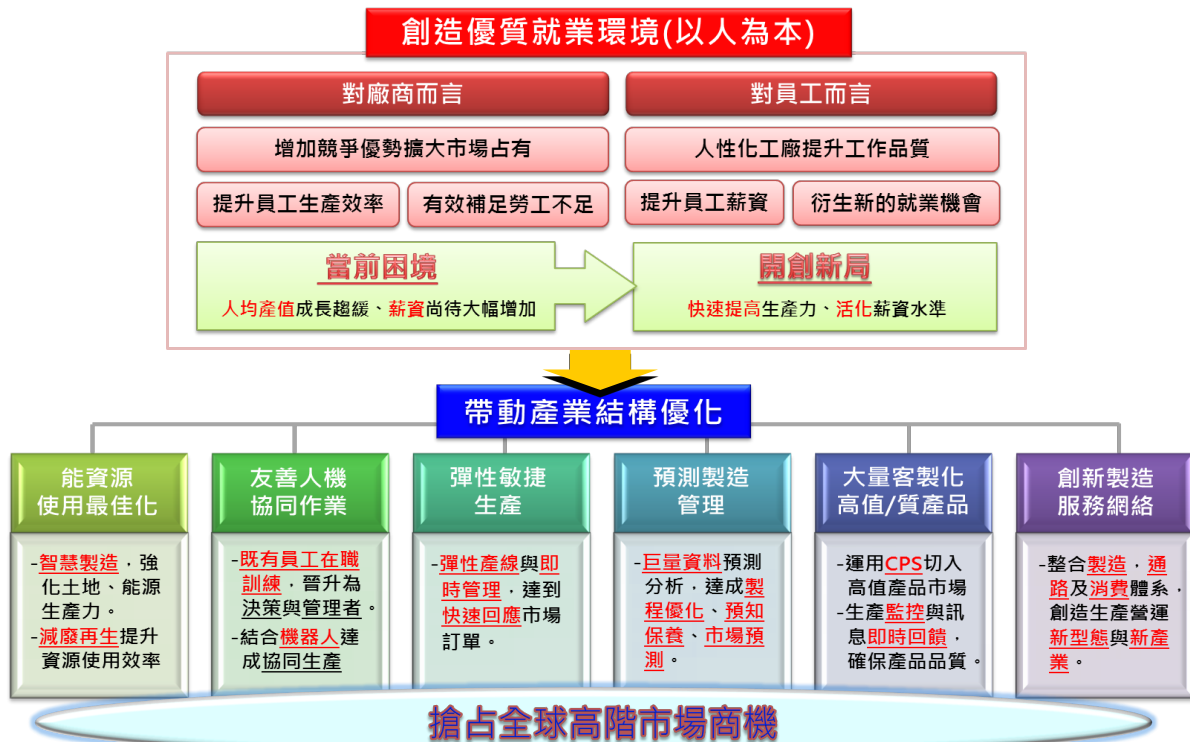 創造優質就業環境(以人為本)
對廠商而言
對員工而言
增加競爭優勢擴大市場占有
人性化工廠提升工作品質
提升員工生產效率
有效補足勞工不足
提升員工薪資
衍生新的就業機會
當前困境
人均產值成長趨緩、薪資尚待大幅增加
開創新局
快速提高生產力、活化薪資水準
帶動產業結構優化
能資源
使用最佳化
-智慧製造，強
化土地、能源
生產力。
-減廢再生提升
資源使用效率
友善人機
協同作業
-既有員工在職
訓練，晉升為
決策與管理者。
-結合機器人達
成協同生產
彈性敏捷
生產
-彈性產線與即
時管理，達到
快速回應市場
訂單。
預測製造
管理
-巨量資料預測
分析，達成製
程優化、預知
保養、市場預
測。
大量客製化
高值/質產品
-運用CPS切入
高值產品市場
-生產監控與訊
息即時回饋，
確保產品品質。
創新製造
服務網絡
-整合製造，通
路及消費體系，
創造生產營運
新型態與新產
業。
搶占全球高階市場商機